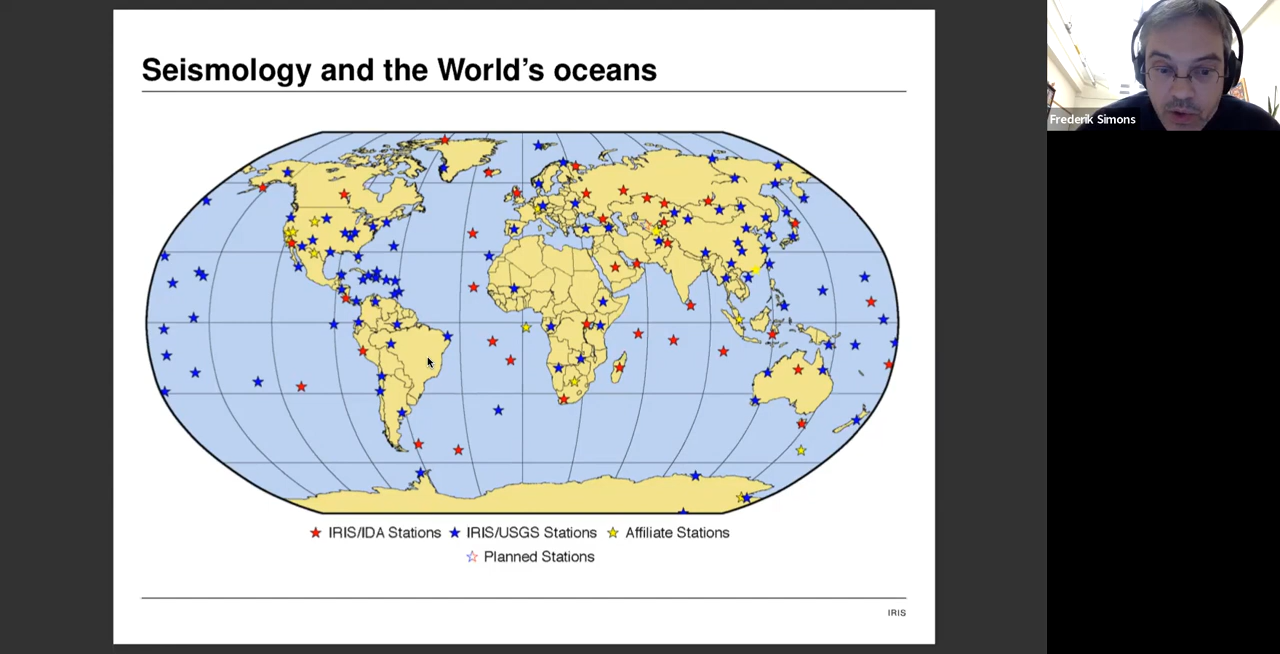 Seismology and the World's oceans
Frederik Simons
IRIS/IDA Stations IRIS/USGS Stations Affiliate Stations
Planned Stations
IRIS